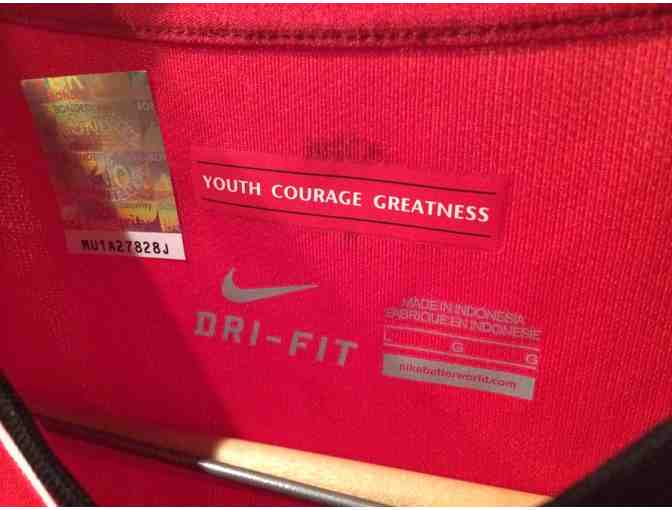 MU1A27828J
YOUTH COURAGE GREATNESS
DRI-FIT
MADE IN INDONESIA
FABRIQUE EN INDONESIE
L G G
nikebetterworld.com